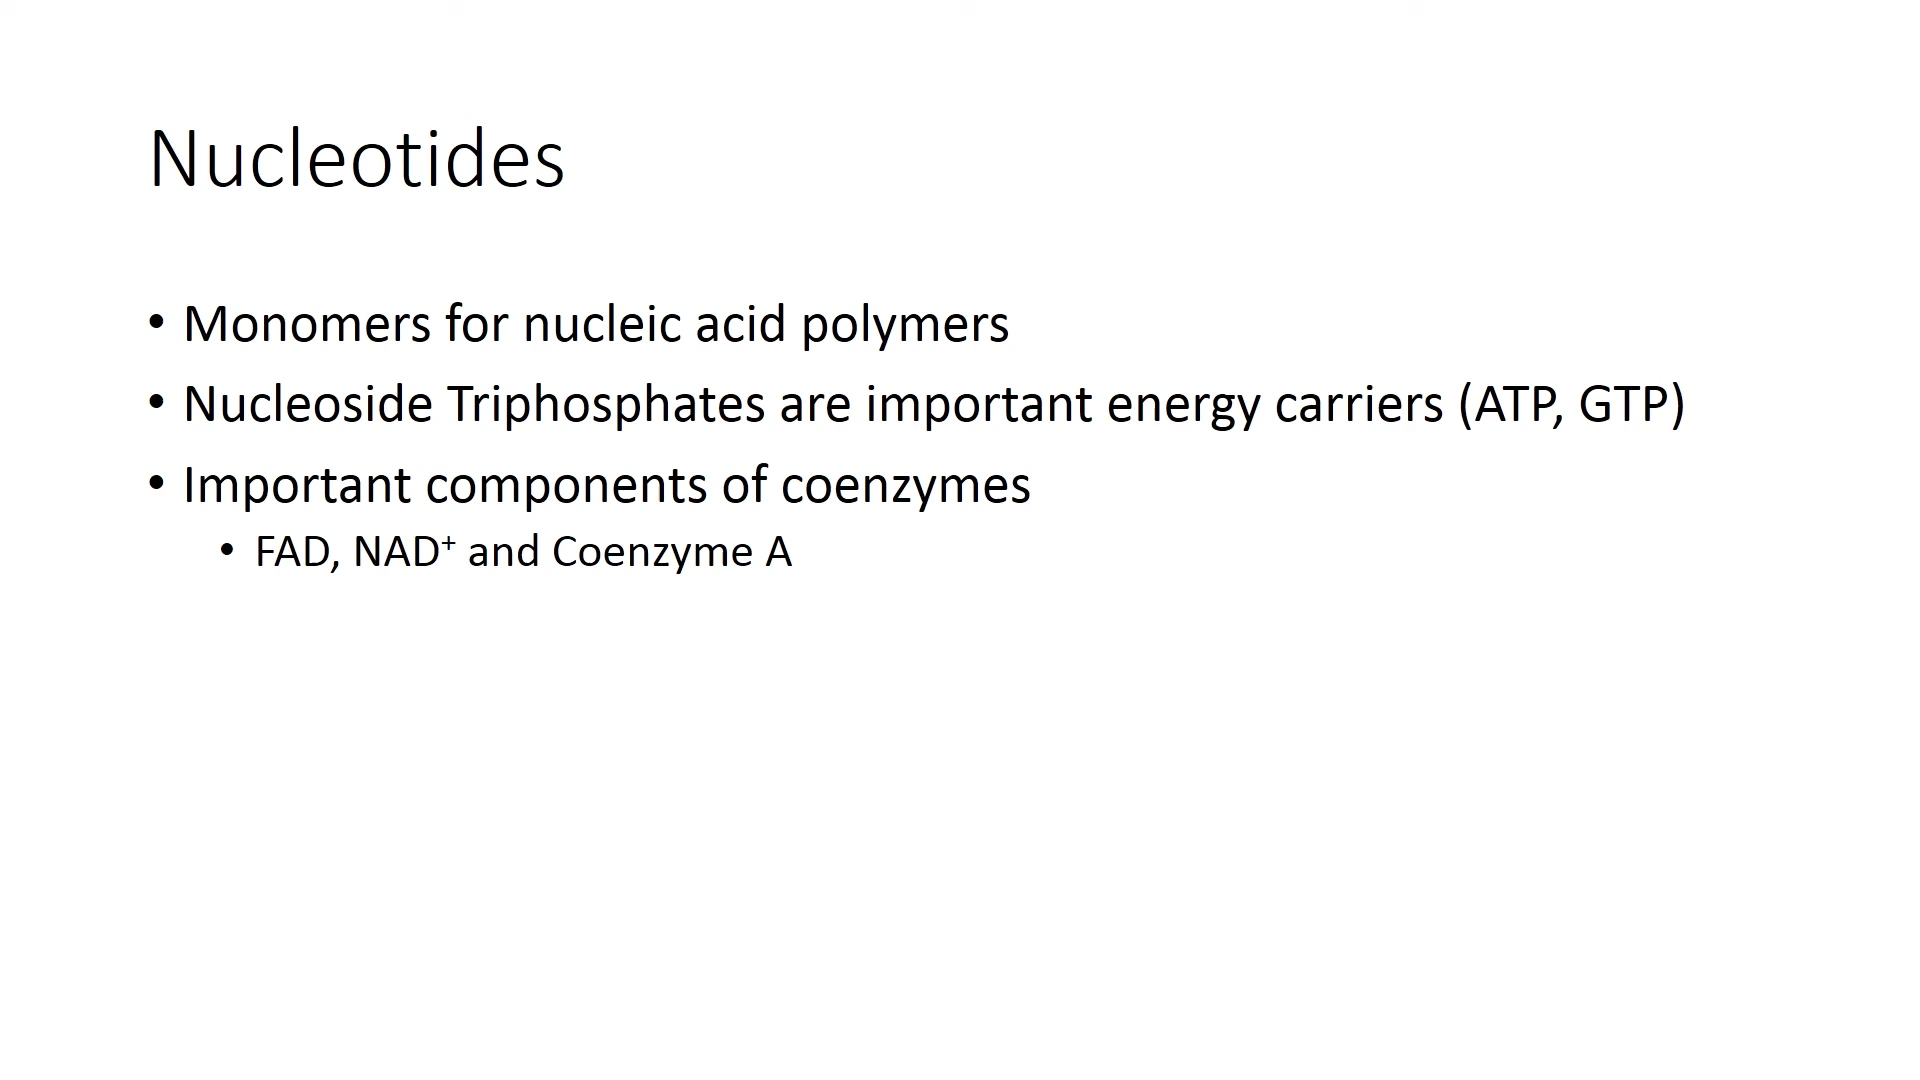 Nucleotides
• Monomers for nucleic acid polymers
• Nucleoside Triphosphates are important energy carriers (ATP, GTP)
• Important components of coenzymes
• FAD, NAD⁺ and Coenzyme A